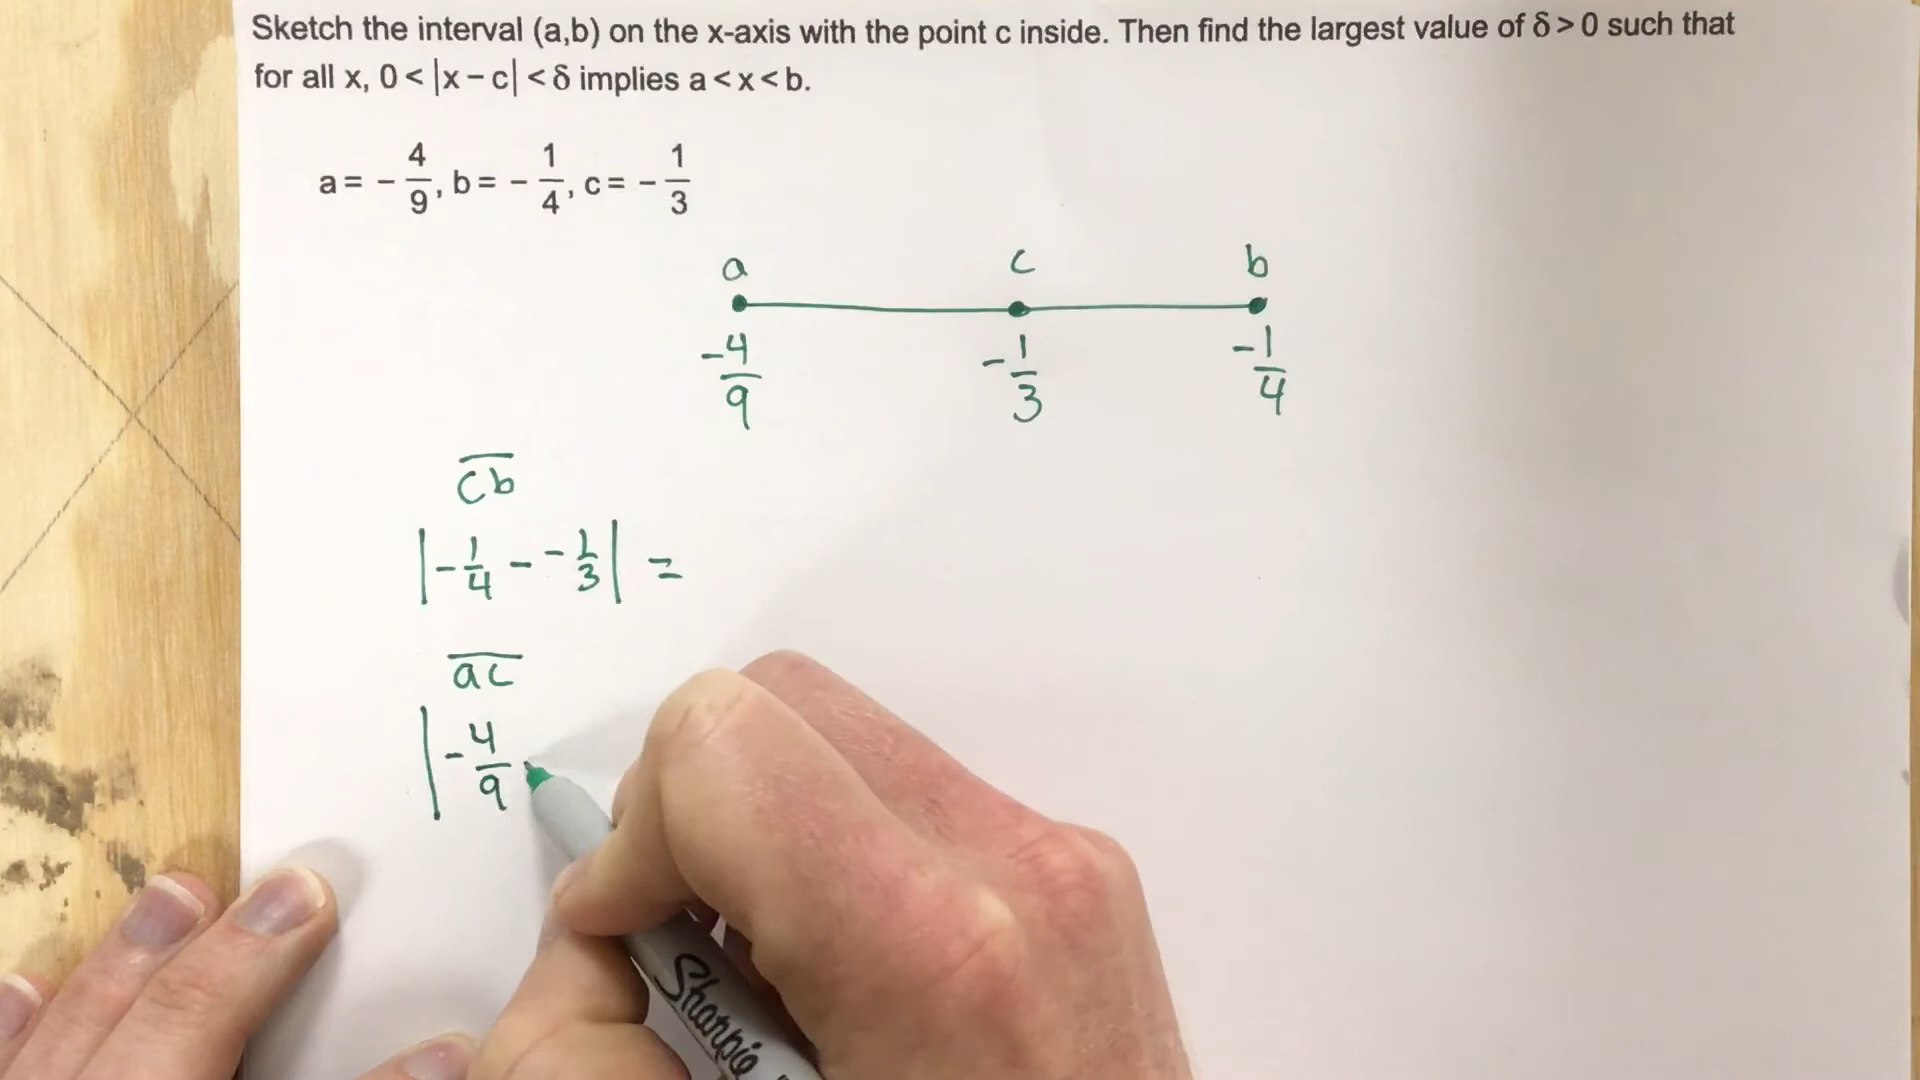 Sketch the interval (a,b) on the x-axis with the point c inside. Then find the largest value of δ > 0 such that
for all x, 0 < |x − c| < δ implies a < x < b.
a = −4/9, b = −1/4, c = −1/3
a c b
-4/9 -1/3 -1/4
c̅b̅
|-1/4 - -1/3| =
a̅c̅
|-4/9
Sharpie